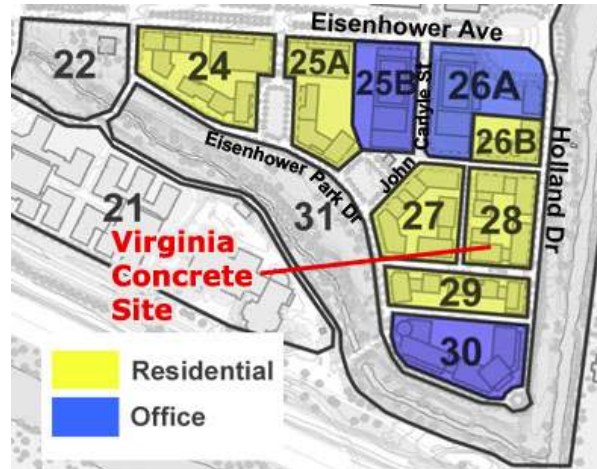 Eisenhower Ave
22
24
25A
25B
John Carlyle St
26A
26B
Holland Dr
Eisenhower Park Dr
21
31
27
28
Virginia
Concrete
Site
29
30
Residential
Office